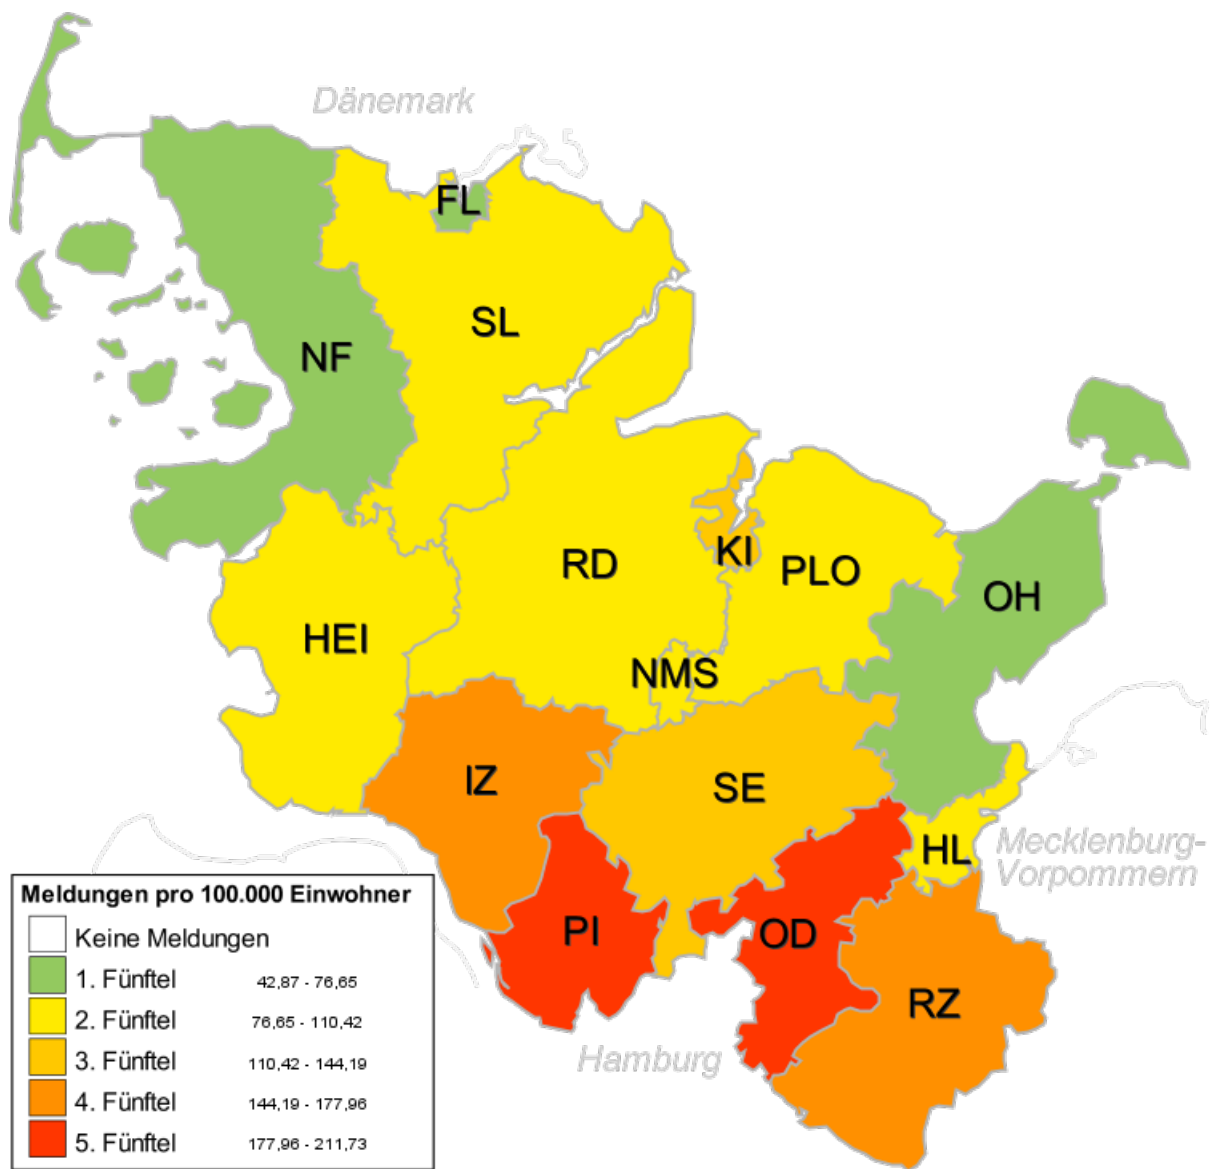 Dänemark
FL
SL
NF
KI
RD
PLO
OH
HEI
NMS
IZ
SE
HL
Mecklenburg-
Vorpommern
PI
OD
RZ
Hamburg
Meldungen pro 100.000 Einwohner
Keine Meldungen
1. Fünftel 42,87 - 76,65
2. Fünftel 76,65 - 110,42
3. Fünftel 110,42 - 144,19
4. Fünftel 144,19 - 177,96
5. Fünftel 177,96 - 211,73